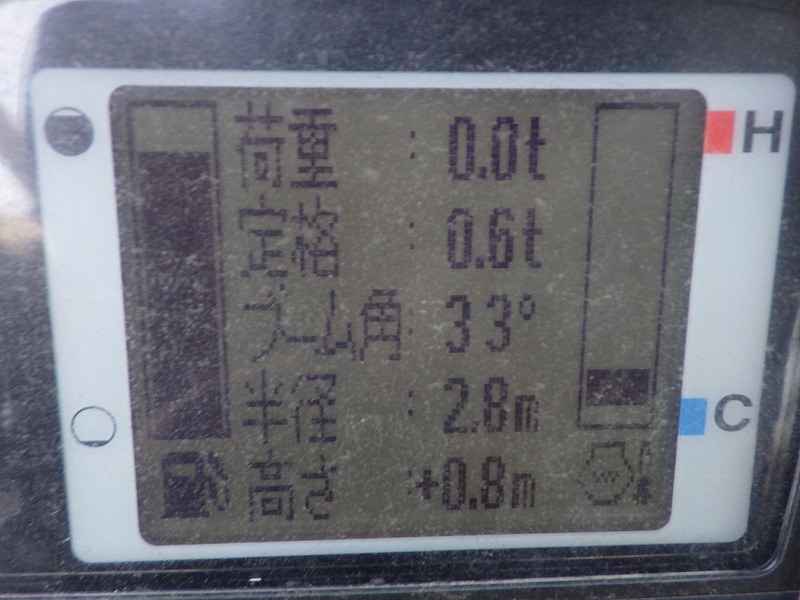 荷重 : 0.0t H
定格 : 0.6t
ブーム角: 33°
半径 : 2.8m C
高さ :+0.8m